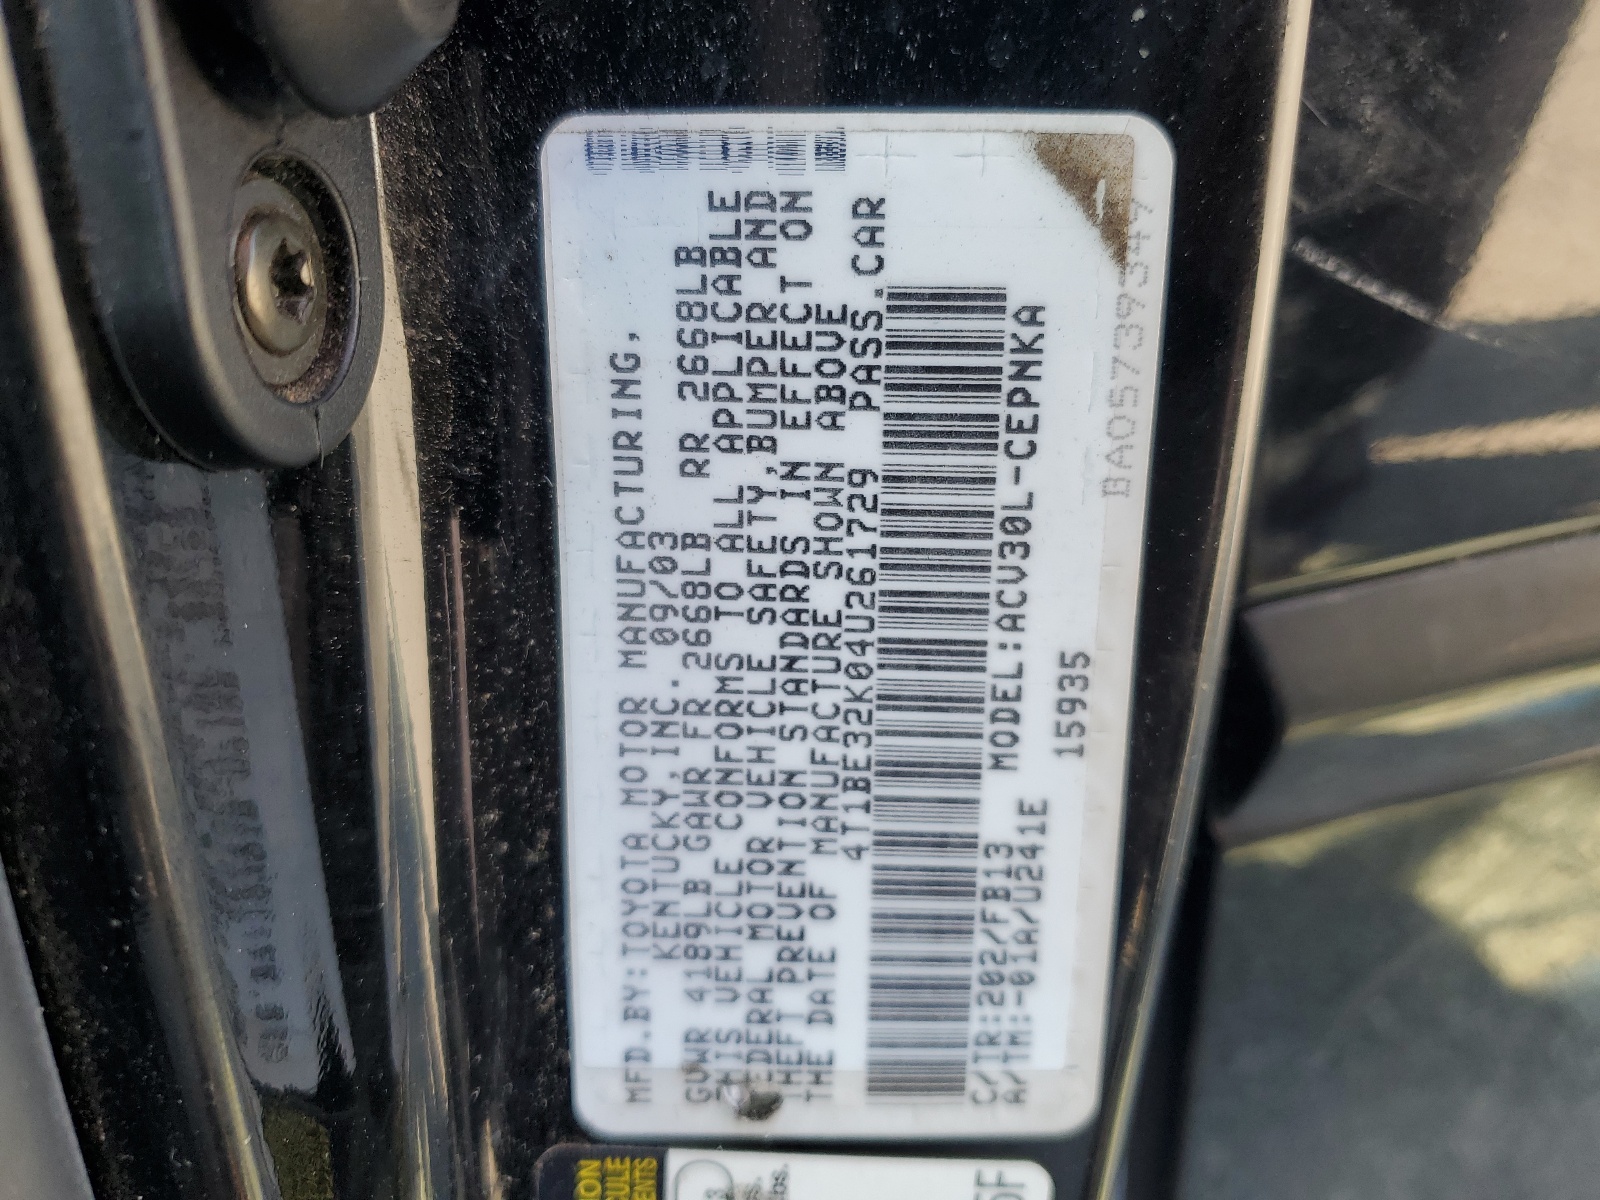 MFD.BY:TOYOTA MOTOR MANUFACTURING,
KENTUCKY,INC. 09/03
GVWR 4189LB GAWR FR 2668LB RR 2668LB
THIS VEHICLE CONFORMS TO ALL APPLICABLE
FEDERAL MOTOR VEHICLE SAFETY,BUMPER AND
THEFT PREVENTION STANDARDS IN EFFECT ON
THE DATE OF MANUFACTURE SHOWN ABOVE
4T1BE32K04U261729 PASS.CAR
C/TR:202/FB13 MODEL:ACV30L-CEPNKA
A/TM:-01A/U241E
15935
BA05739347